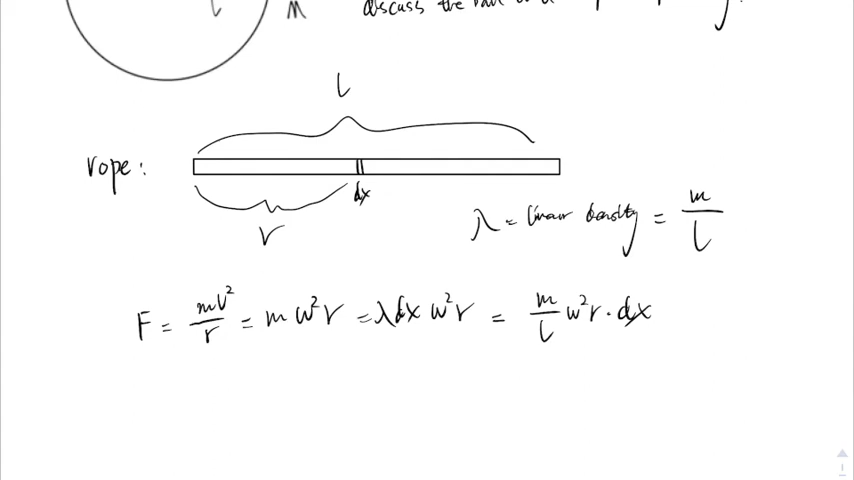 discuss the
l M
l
rope:
dx
r
λ = linear density = m/l
F = mv²/r = mω²r = λdx ω²r = m/l ω²r·dx